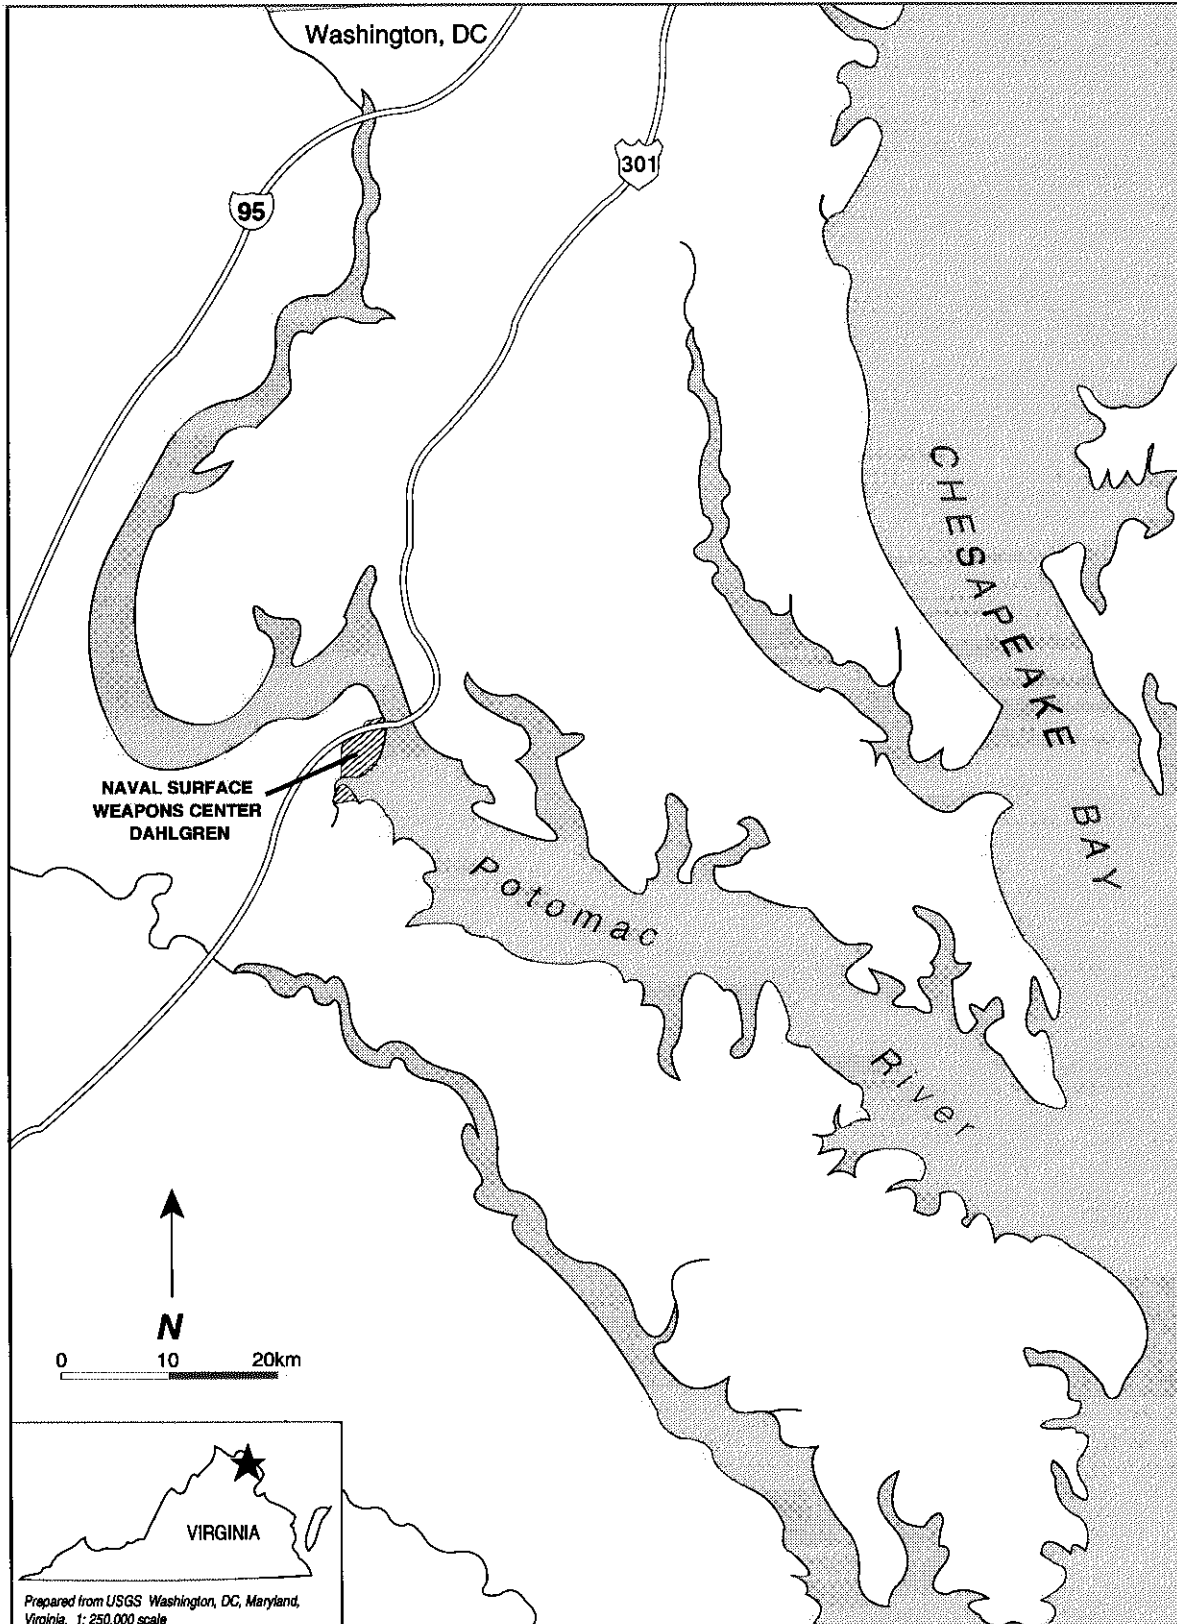 Washington, DC
301
95
CHESAPEAKE BAY
NAVAL SURFACE
WEAPONS CENTER
DAHLGREN
Potomac
River
N
0 10 20km
VIRGINIA
Prepared from USGS Washington, DC, Maryland,
Virginia, 1: 250,000 scale